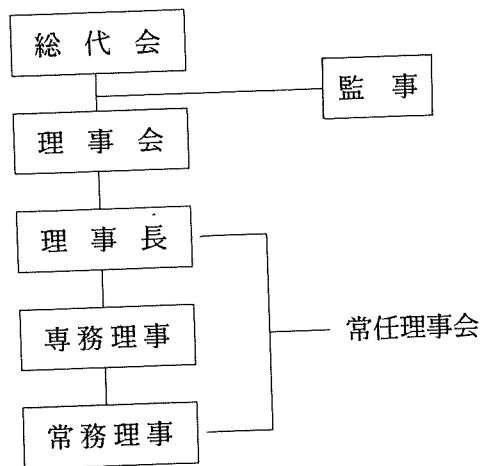 総代会
監事
理事会
理事長
専務理事
常任理事会
常務理事